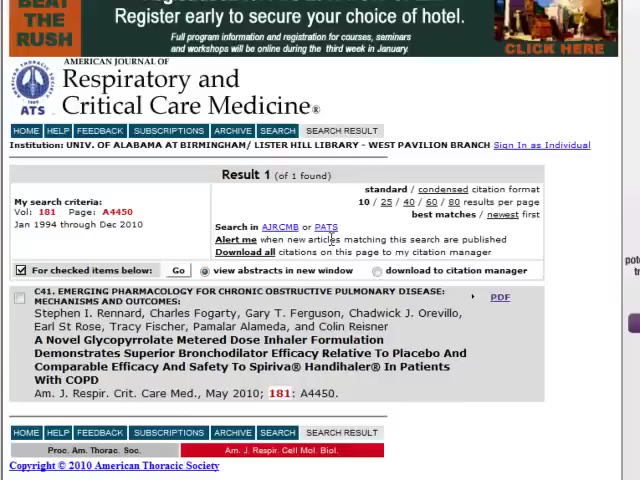 BEAT
THE
RUSH
Register early to secure your choice of hotel.
Full program information and registration for courses, seminars
and workshops will be online during the third week in January.
CLICK HERE
AMERICAN JOURNAL OF
Respiratory and
Critical Care Medicine®
ATS
HOME HELP FEEDBACK SUBSCRIPTIONS ARCHIVE SEARCH SEARCH RESULT
Institution: UNIV. OF ALABAMA AT BIRMINGHAM/ LISTER HILL LIBRARY - WEST PAVILION BRANCH Sign In as Individual
Result 1 (of 1 found)
My search criteria:
Vol: 181 Page: A4450
Jan 1994 through Dec 2010
standard / condensed citation format
10 / 25 / 40 / 60 / 80 results per page
best matches / newest first
Search in AJRCMB or PATS
Alert me when new articles matching this search are published
Download all citations on this page to my citation manager
For checked items below: Go view abstracts in new window download to citation manager
C41. EMERGING PHARMACOLOGY FOR CHRONIC OBSTRUCTIVE PULMONARY DISEASE:
MECHANISMS AND OUTCOMES:
PDF
Stephen I. Rennard, Charles Fogarty, Gary T. Ferguson, Chadwick J. Orevillo,
Earl St Rose, Tracy Fischer, Pamalar Alameda, and Colin Reisner
A Novel Glycopyrrolate Metered Dose Inhaler Formulation
Demonstrates Superior Bronchodilator Efficacy Relative To Placebo And
Comparable Efficacy And Safety To Spiriva® Handihaler® In Patients
With COPD
Am. J. Respir. Crit. Care Med., May 2010; 181: A4450.
HOME HELP FEEDBACK SUBSCRIPTIONS ARCHIVE SEARCH SEARCH RESULT
Proc. Am. Thorac. Soc. Am. J. Respir. Cell Mol. Biol.
Copyright © 2010 American Thoracic Society